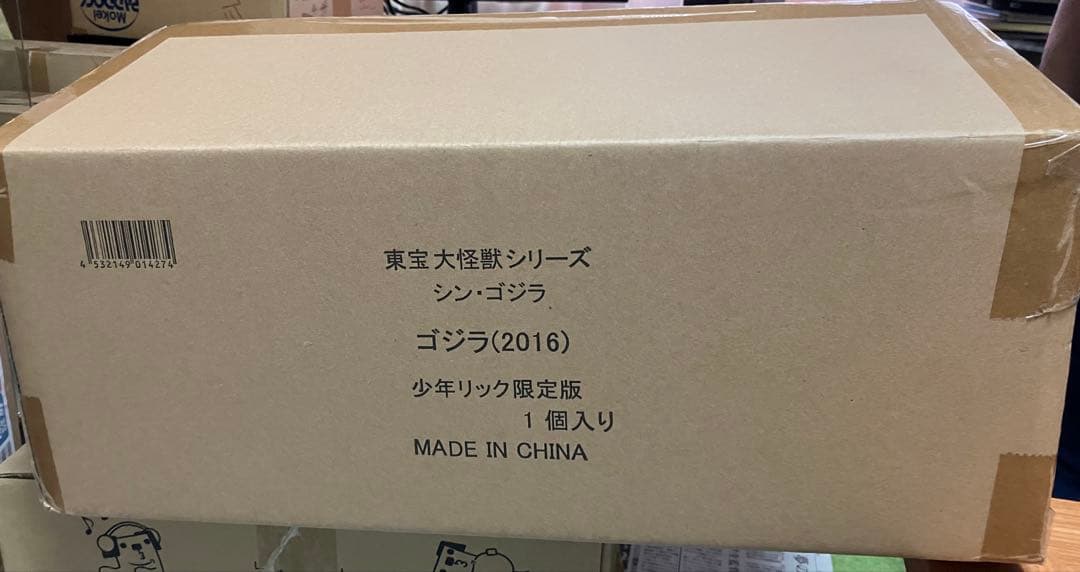 東宝大怪獣シリーズ
シン・ゴジラ
ゴジラ(2016)
少年リック限定版
1 個入り
MADE IN CHINA
4 532149 014274